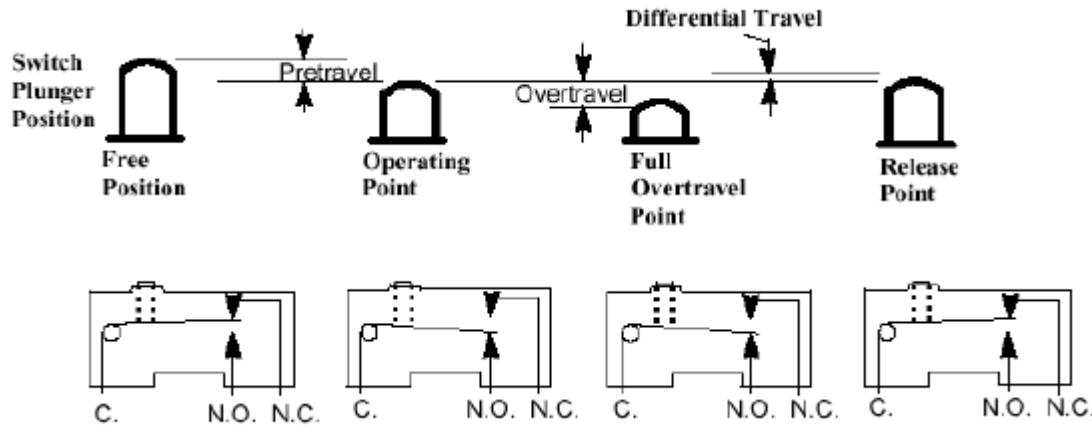 Differential Travel
Switch
Plunger
Position
Pretravel
Overtravel
Free
Position
Operating
Point
Full
Overtravel
Point
Release
Point
C. N.O. N.C.
C. N.O. N.C.
C. N.O. N.C.
C. N.O. N.C.